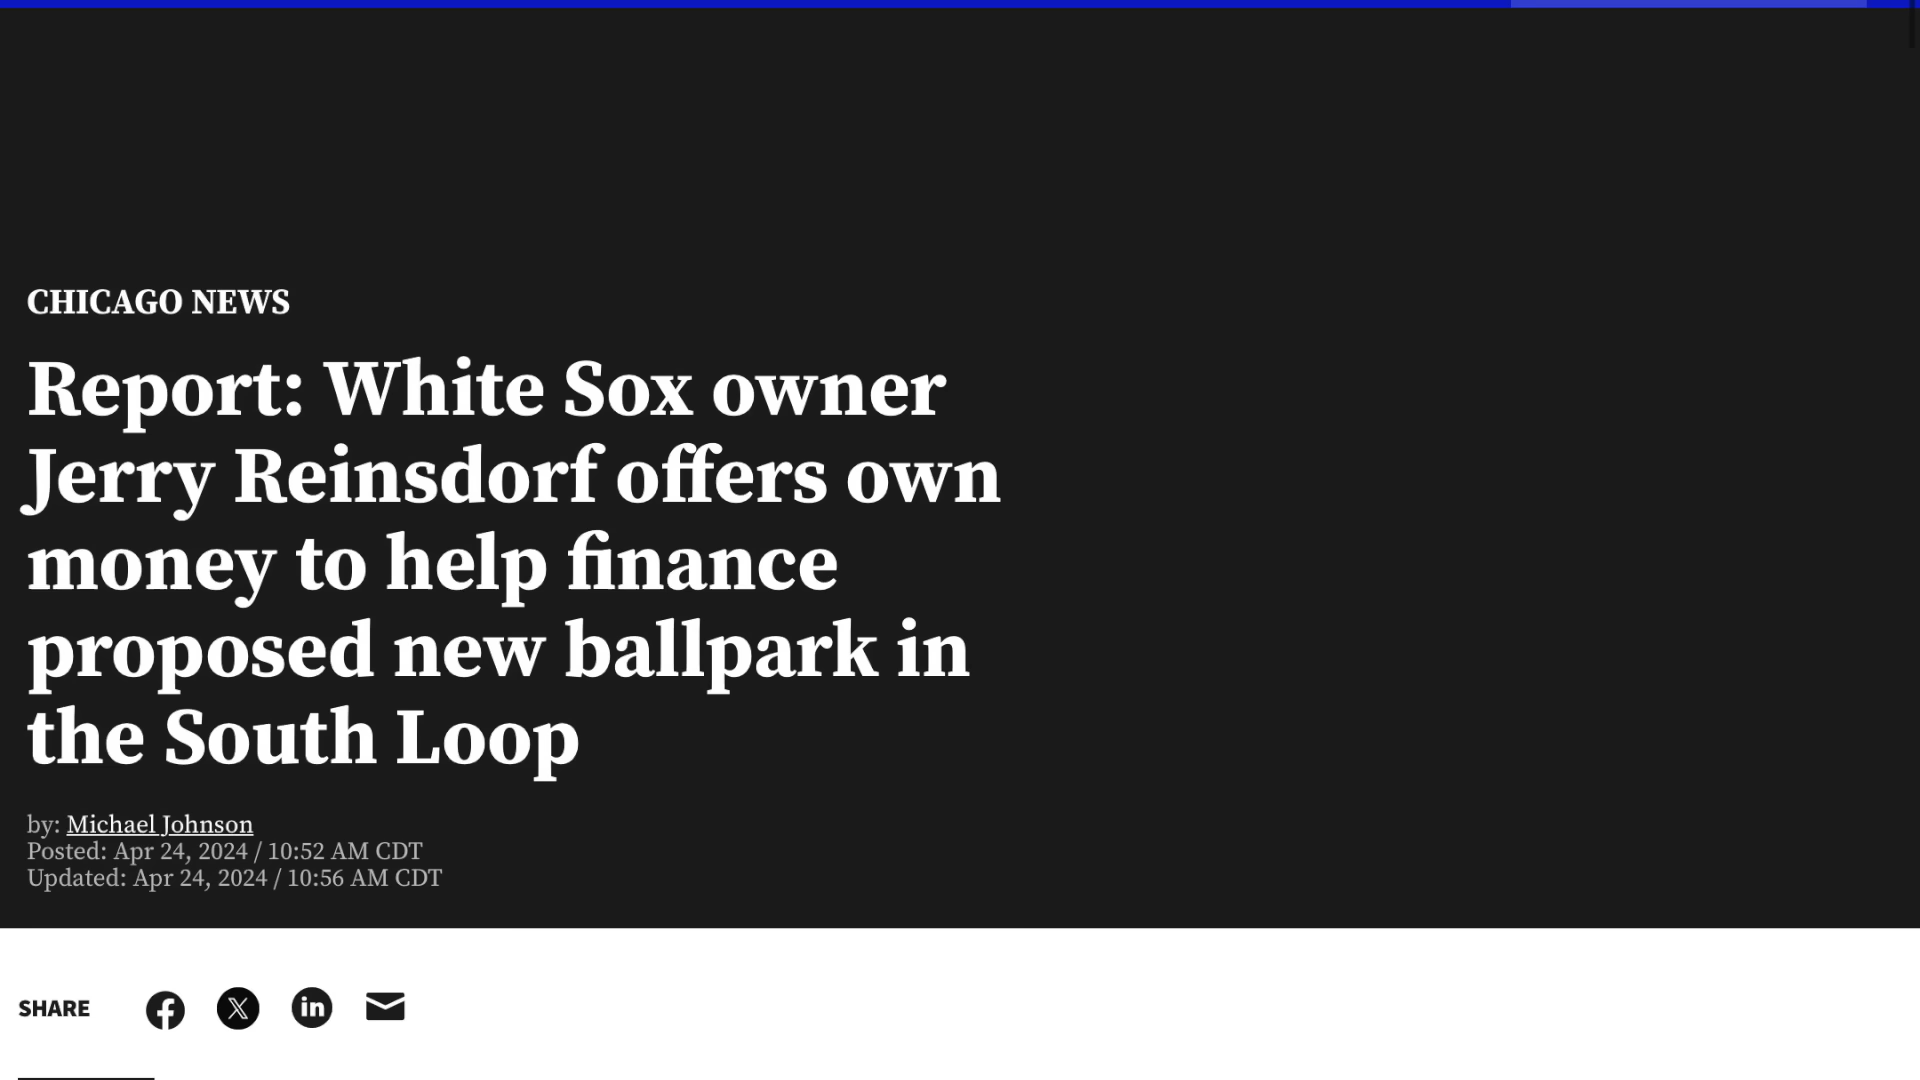 CHICAGO NEWS
Report: White Sox owner
Jerry Reinsdorf offers own
money to help finance
proposed new ballpark in
the South Loop
by: Michael Johnson
Posted: Apr 24, 2024 / 10:52 AM CDT
Updated: Apr 24, 2024 / 10:56 AM CDT
SHARE